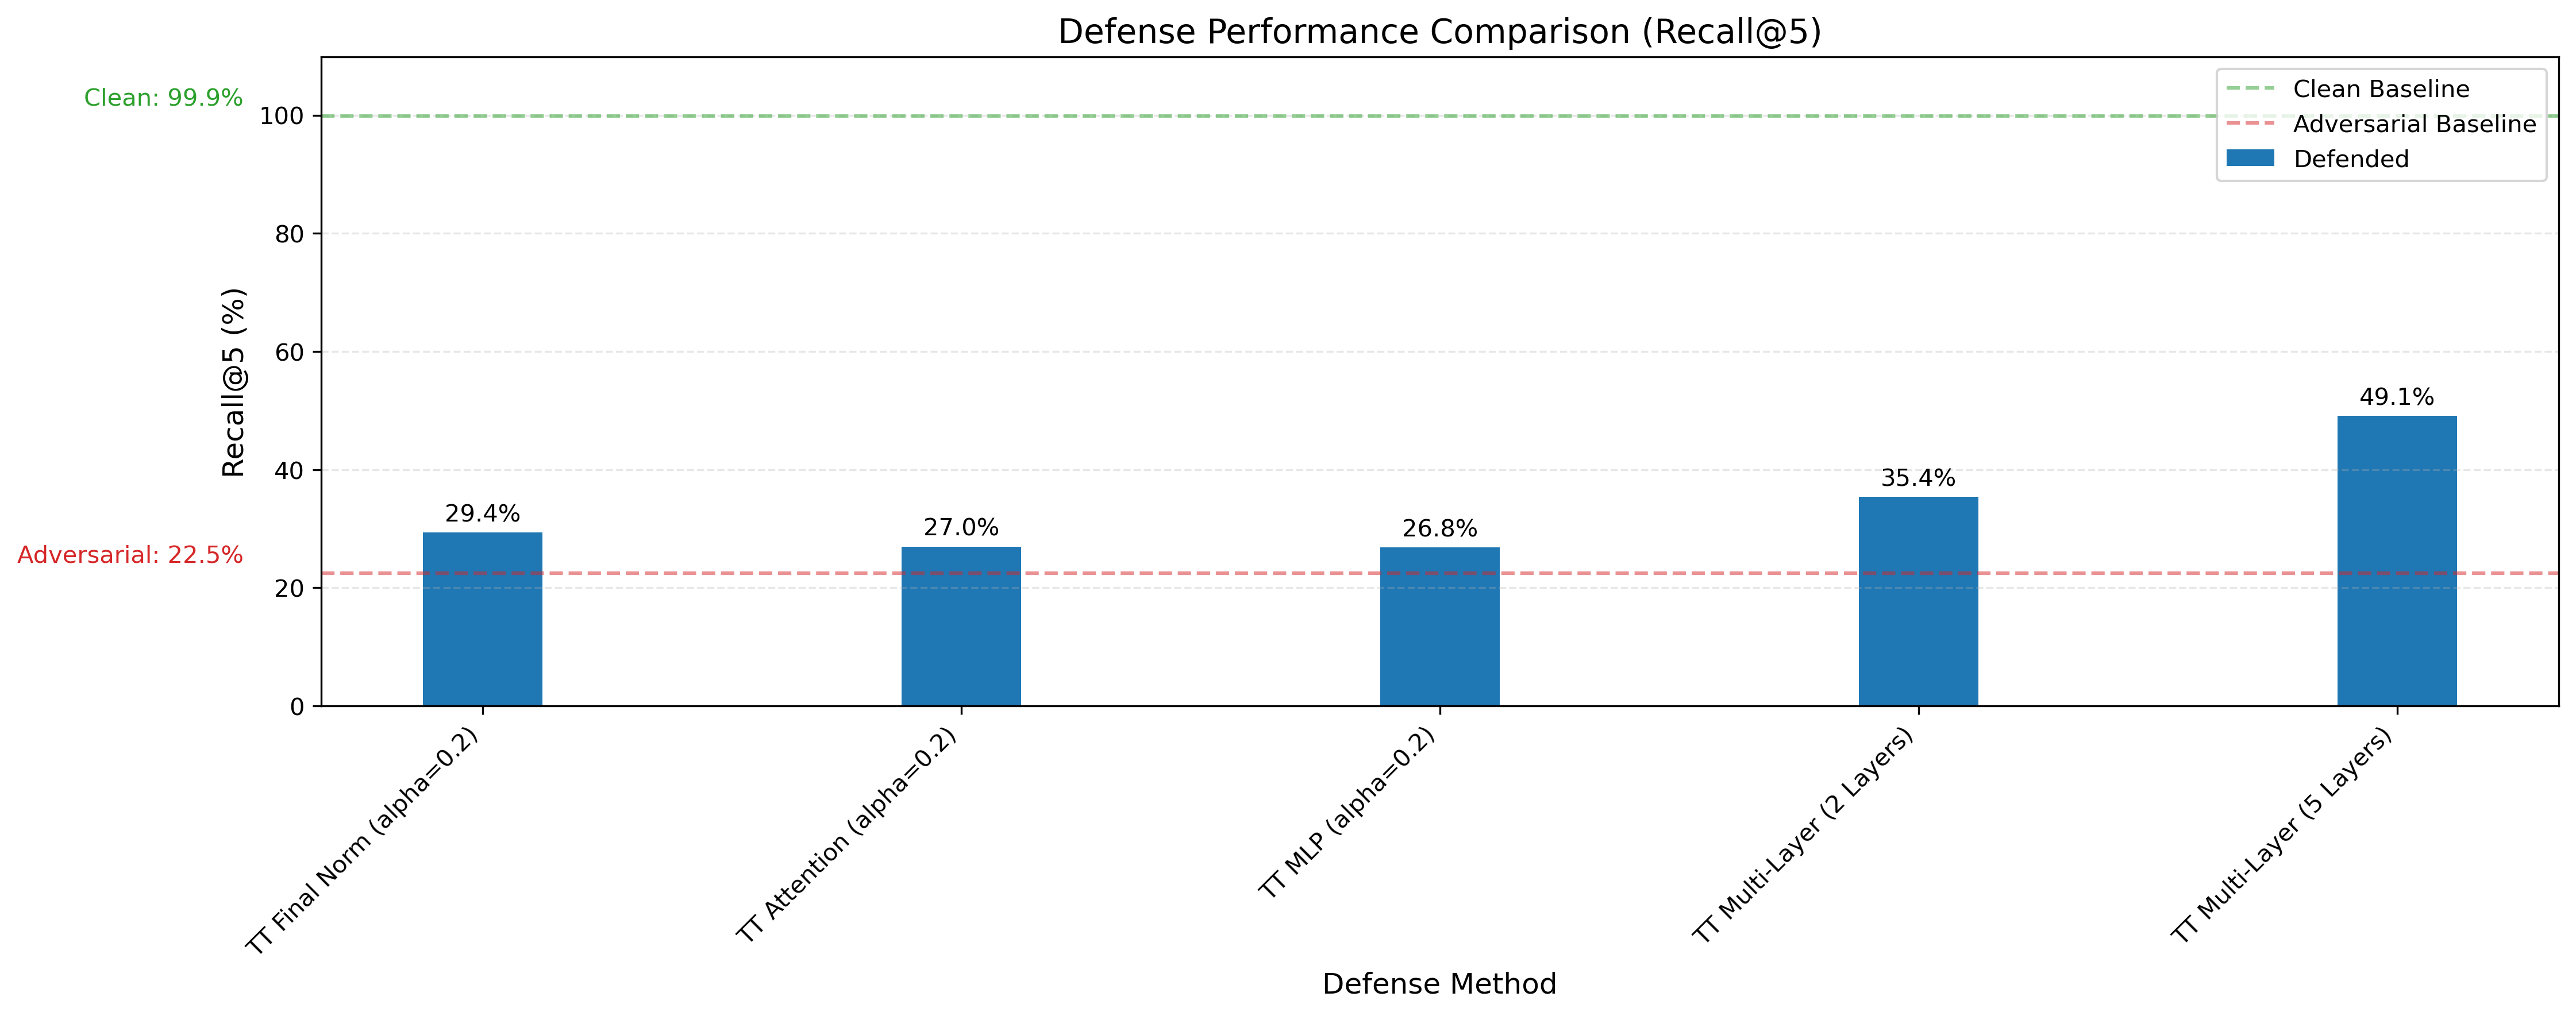 Defense Performance Comparison (Recall@5)
Clean: 99.9%
Adversarial: 22.5%
Recall@5 (%)
100
80
60
40
20
0
Clean Baseline
Adversarial Baseline
Defended
29.4%
27.0%
26.8%
35.4%
49.1%
TT Final Norm (alpha=0.2)
TT Attention (alpha=0.2)
TT MLP (alpha=0.2)
TT Multi-Layer (2 Layers)
TT Multi-Layer (5 Layers)
Defense Method